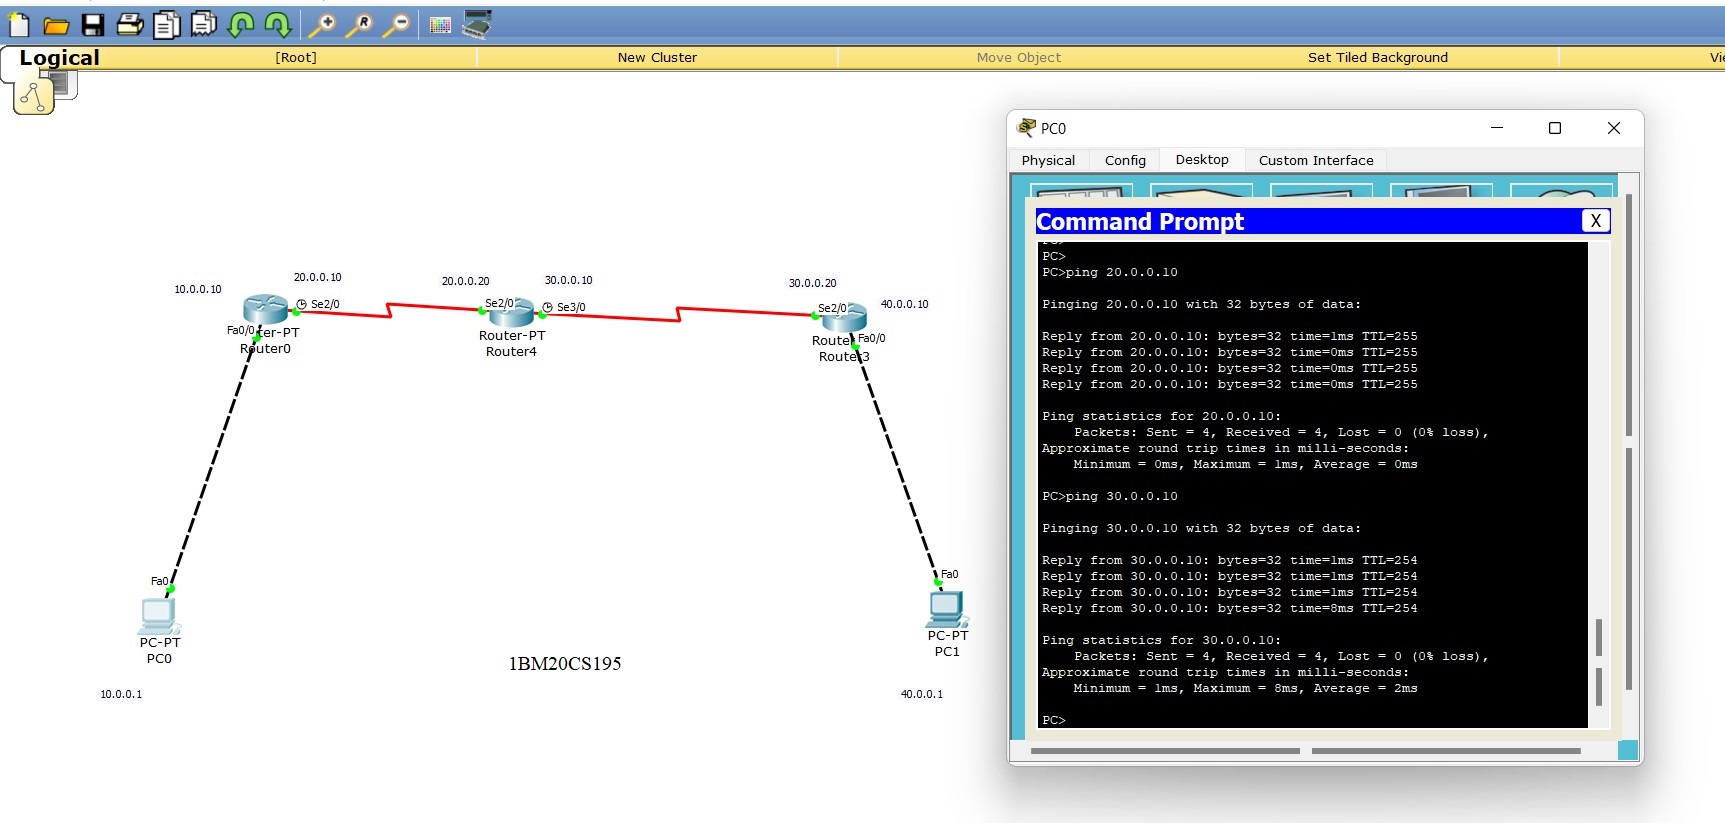 Logical
[Root]
New Cluster
Move Object
Set Tiled Background
R
10.0.0.10
20.0.0.10
20.0.0.20
30.0.0.10
30.0.0.20
40.0.0.10
Se2/0
Se2/0
Se3/0
Se2/0
Fa0/0
ter-PT
Router0
Router-PT
Router4
Route
Fa0/0
Router3
Fa0
PC-PT
PC0
10.0.0.1
1BM20CS195
Fa0
PC-PT
PC1
40.0.0.1
PC0
Physical
Config
Desktop
Custom Interface
Command Prompt
X
PC>
PC>ping 20.0.0.10
Pinging 20.0.0.10 with 32 bytes of data:
Reply from 20.0.0.10: bytes=32 time=1ms TTL=255
Reply from 20.0.0.10: bytes=32 time=0ms TTL=255
Reply from 20.0.0.10: bytes=32 time=0ms TTL=255
Reply from 20.0.0.10: bytes=32 time=0ms TTL=255
Ping statistics for 20.0.0.10:
Packets: Sent = 4, Received = 4, Lost = 0 (0% loss),
Approximate round trip times in milli-seconds:
Minimum = 0ms, Maximum = 1ms, Average = 0ms
PC>ping 30.0.0.10
Pinging 30.0.0.10 with 32 bytes of data:
Reply from 30.0.0.10: bytes=32 time=1ms TTL=254
Reply from 30.0.0.10: bytes=32 time=1ms TTL=254
Reply from 30.0.0.10: bytes=32 time=1ms TTL=254
Reply from 30.0.0.10: bytes=32 time=8ms TTL=254
Ping statistics for 30.0.0.10:
Packets: Sent = 4, Received = 4, Lost = 0 (0% loss),
Approximate round trip times in milli-seconds:
Minimum = 1ms, Maximum = 8ms, Average = 2ms
PC>